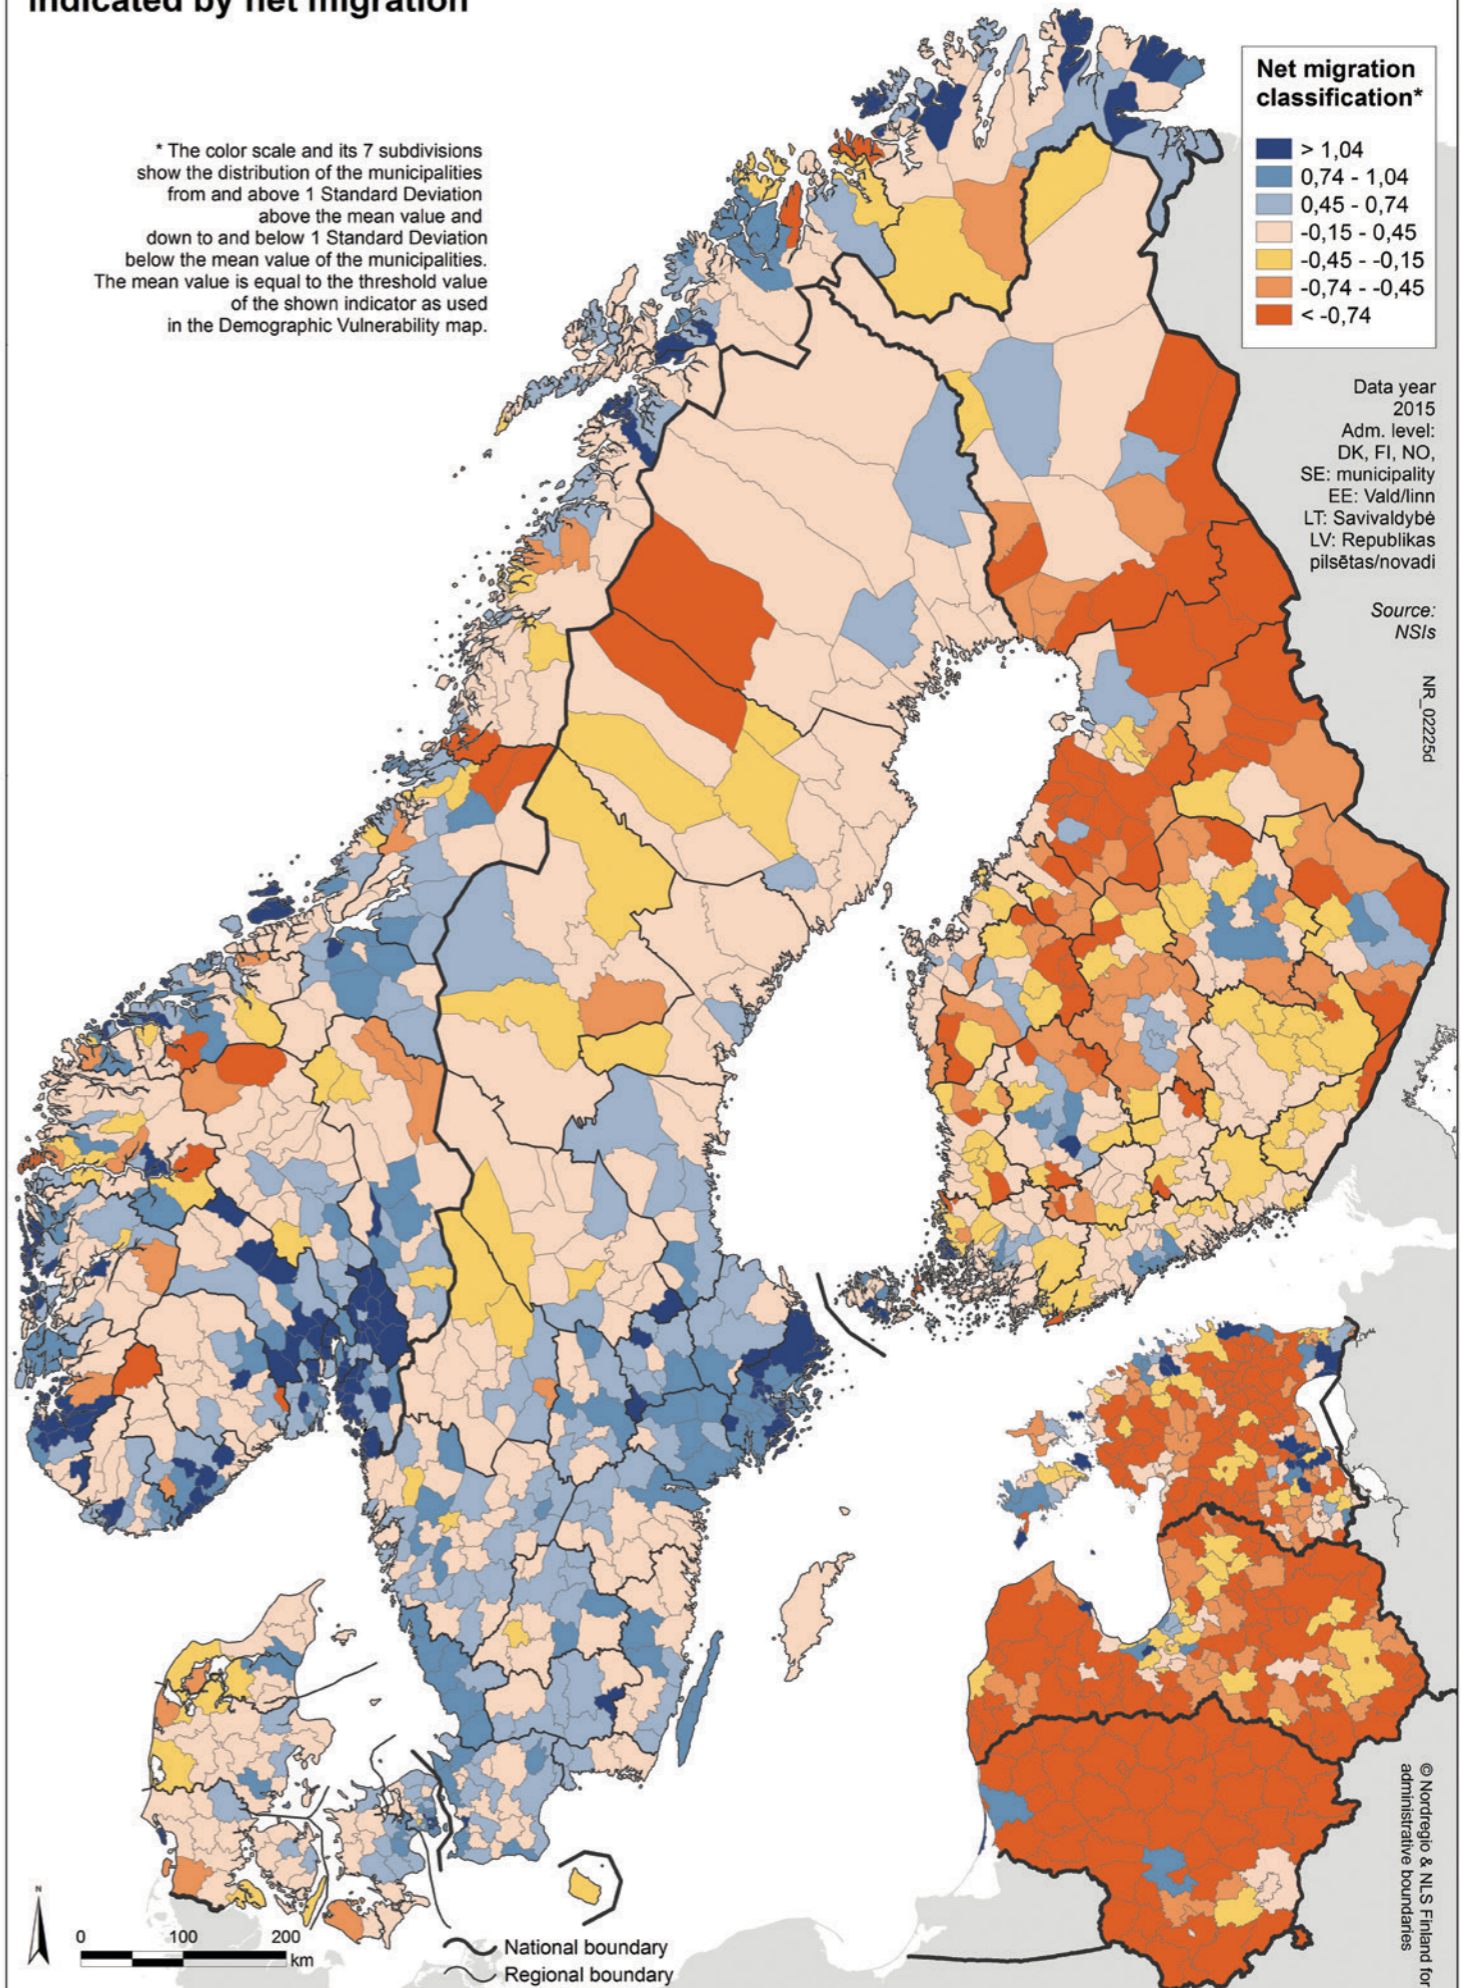 indicated by net migration
* The color scale and its 7 subdivisions
show the distribution of the municipalities
from and above 1 Standard Deviation
above the mean value and
down to and below 1 Standard Deviation
below the mean value of the municipalities.
The mean value is equal to the threshold value
of the shown indicator as used
in the Demographic Vulnerability map.
Net migration
classification*
> 1,04
0,74 - 1,04
0,45 - 0,74
-0,15 - 0,45
-0,45 - -0,15
-0,74 - -0,45
< -0,74
Data year
2015
Adm. level:
DK, FI, NO,
SE: municipality
EE: Vald/linn
LT: Savivaldybė
LV: Republikas
pilsētas/novadi
Source:
NSIs
NR_02225d
© Nordregio & NLS Finland for
administrative boundaries
N
0 100 200
km
National boundary
Regional boundary